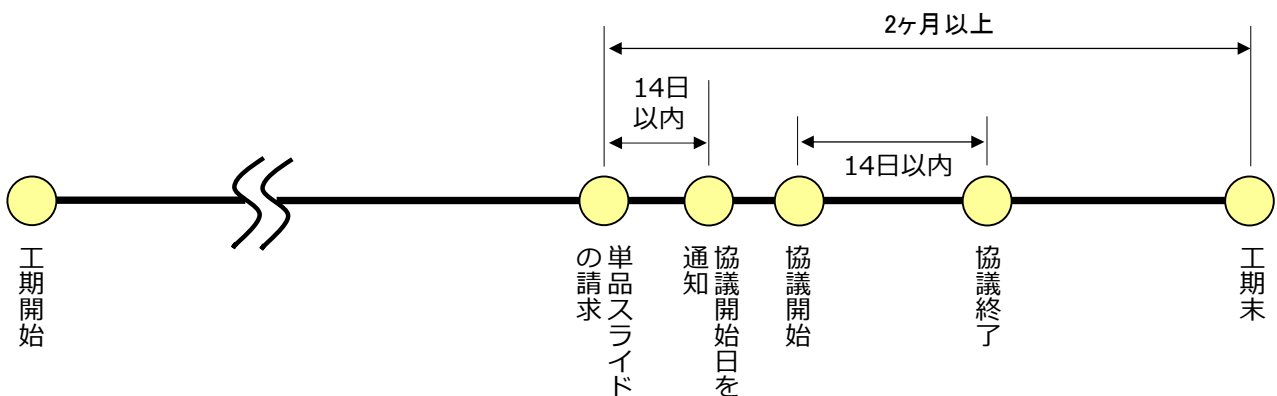 2ヶ月以上
14日
以内
14日以内
工期開始
単品スライド
の請求
協議開始日を
通知
協議開始
協議終了
工期末